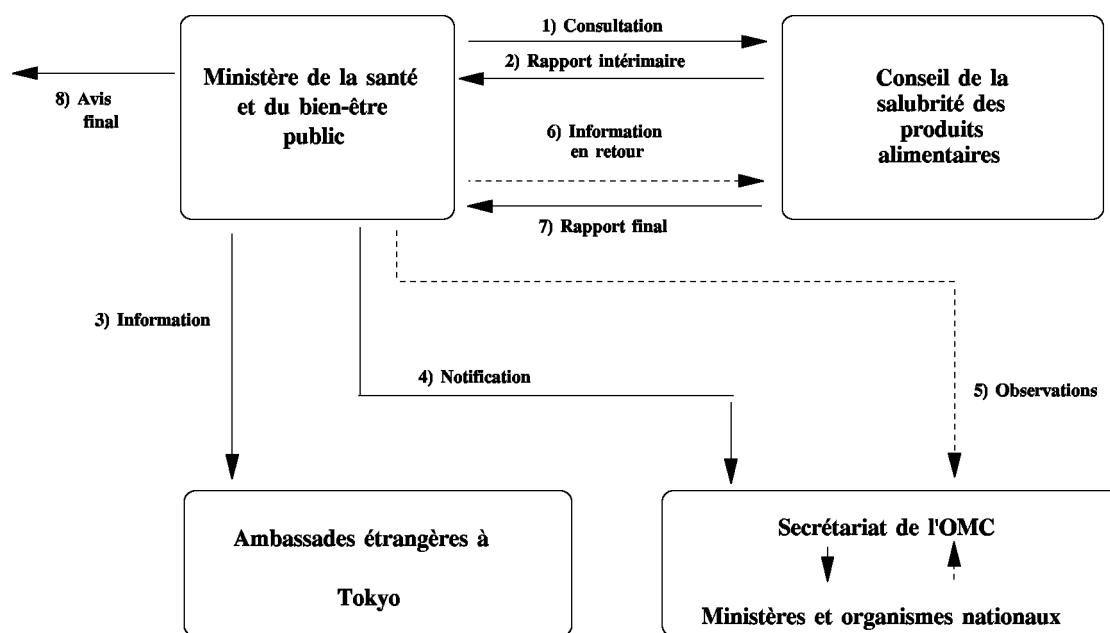 1) Consultation
2) Rapport intérimaire
Ministère de la santé
et du bien-être
public
Conseil de la
salubrité des
produits
alimentaires
8) Avis
final
6) Information
en retour
7) Rapport final
3) Information
4) Notification
5) Observations
Ambassades étrangères à
Tokyo
Secrétariat de l'OMC
Ministères et organismes nationaux